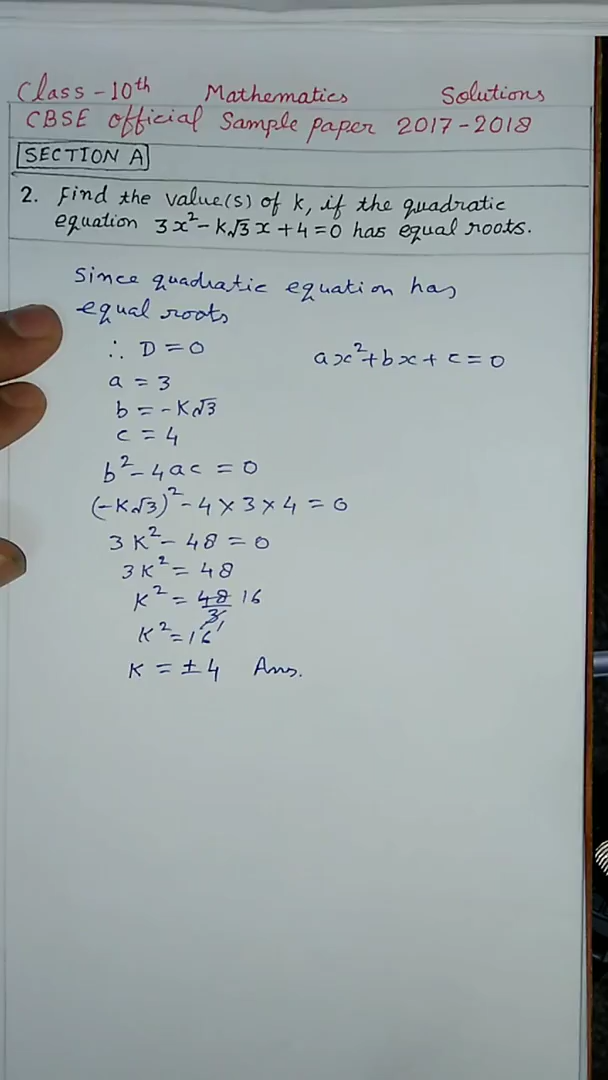 Class - 10th Mathematics Solutions
CBSE official Sample paper 2017-2018
SECTION A
2. Find the value(s) of k, if the quadratic
equation 3x² - k√3 x + 4 = 0 has equal roots.
Since quadratic equation has
equal roots
∴ D = 0 ax² + bx + c = 0
a = 3
b = -K√3
c = 4
b² - 4ac = 0
(-K√3)² - 4 × 3 × 4 = 0
3K² - 48 = 0
3K² = 48
K² = 48/3 16
1
K² = 16
K = ± 4 Ans.